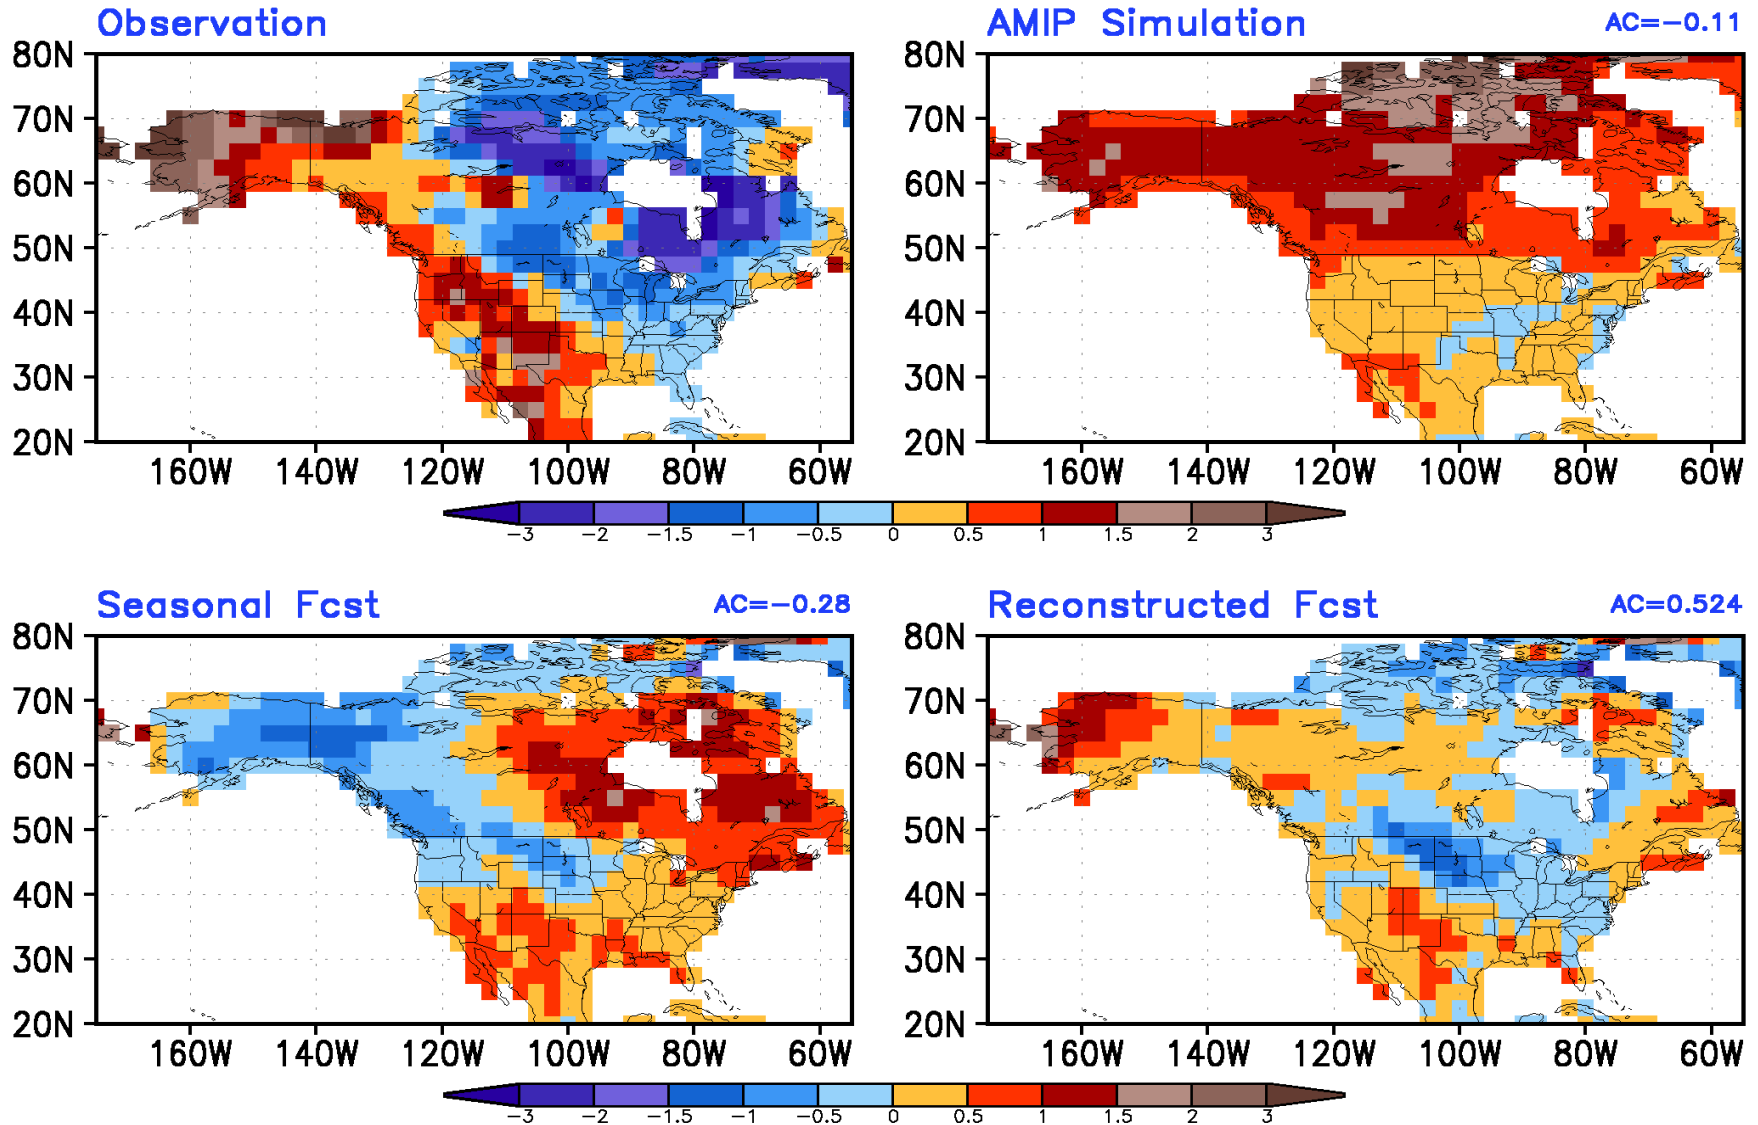 Observation
AMIP Simulation AC=-0.11
80N 80N
70N 70N
60N 60N
50N 50N
40N 40N
30N 30N
20N 20N
160W 140W 120W 100W 80W 60W 160W 140W 120W 100W 80W 60W
-3 -2 -1.5 -1 -0.5 0 0.5 1 1.5 2 3
Seasonal Fcst AC=-0.28
Reconstructed Fcst AC=0.524
80N 80N
70N 70N
60N 60N
50N 50N
40N 40N
30N 30N
20N 20N
160W 140W 120W 100W 80W 60W 160W 140W 120W 100W 80W 60W
-3 -2 -1.5 -1 -0.5 0 0.5 1 1.5 2 3